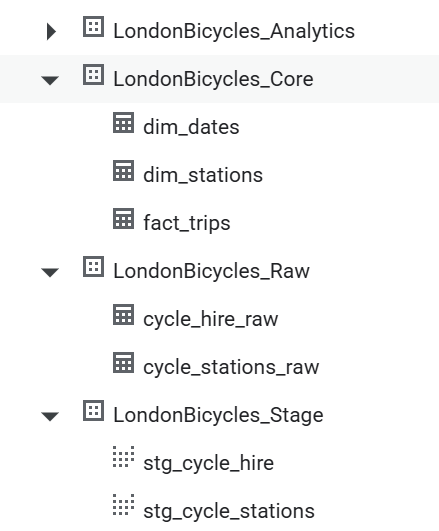 LondonBicycles_Analytics
LondonBicycles_Core
dim_dates
dim_stations
fact_trips
LondonBicycles_Raw
cycle_hire_raw
cycle_stations_raw
LondonBicycles_Stage
stg_cycle_hire
stg_cycle_stations